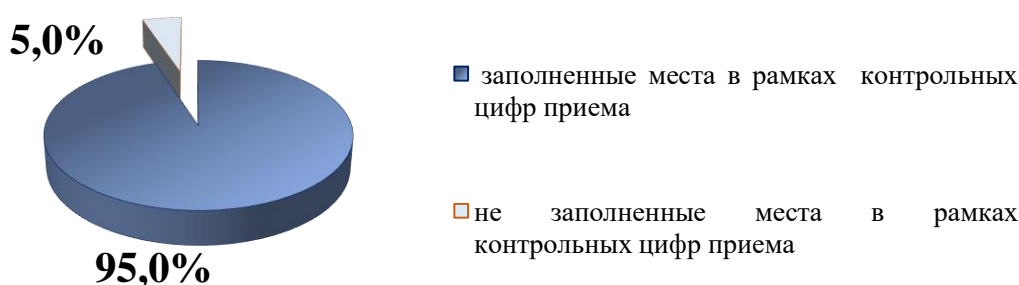 5,0%
заполненные места в рамках контрольных
цифр приема
не заполненные места в рамках
контрольных цифр приема
95,0%